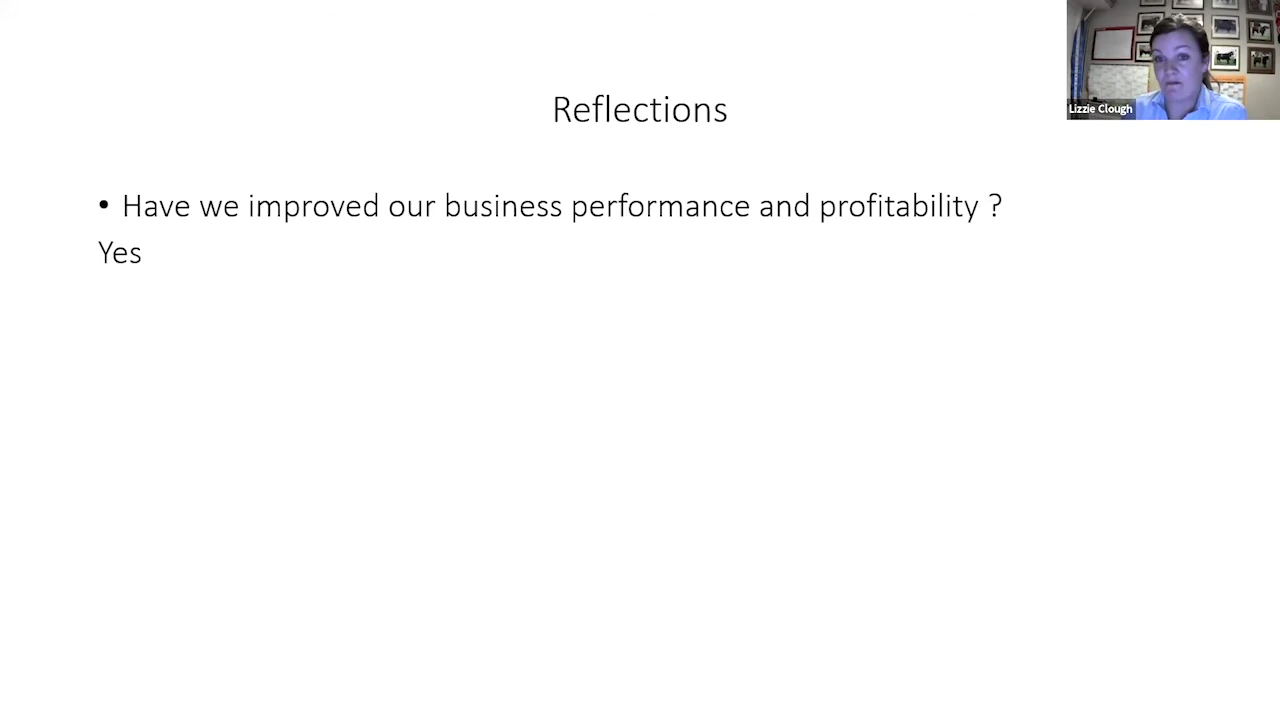 Reflections
• Have we improved our business performance and profitability ?
Yes
Lizzie Clough